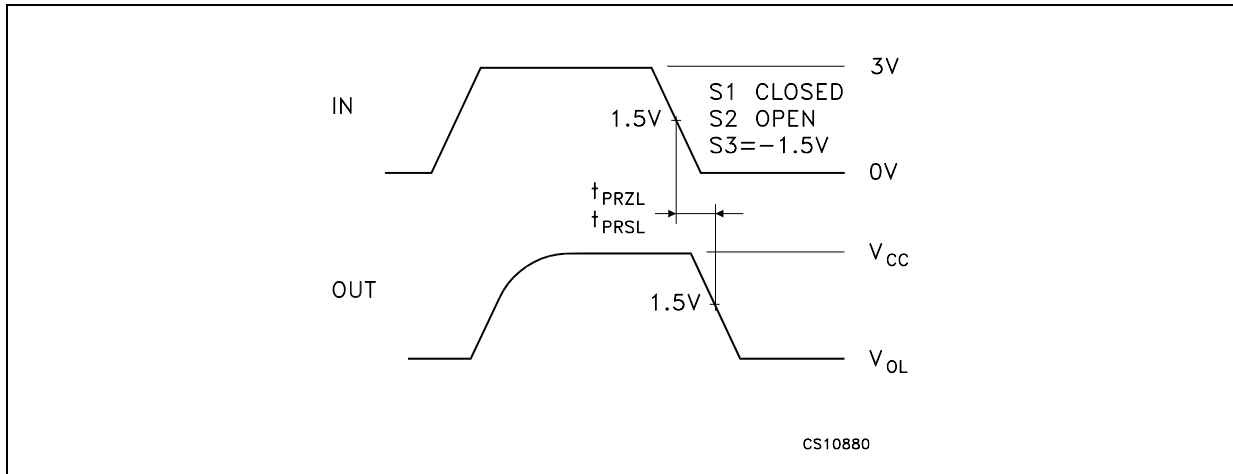 3V
IN
S1 CLOSED
1.5V
S2 OPEN
S3=-1.5V
0V
tPRZL
tPRSL
VCC
OUT
1.5V
VOL
CS10880